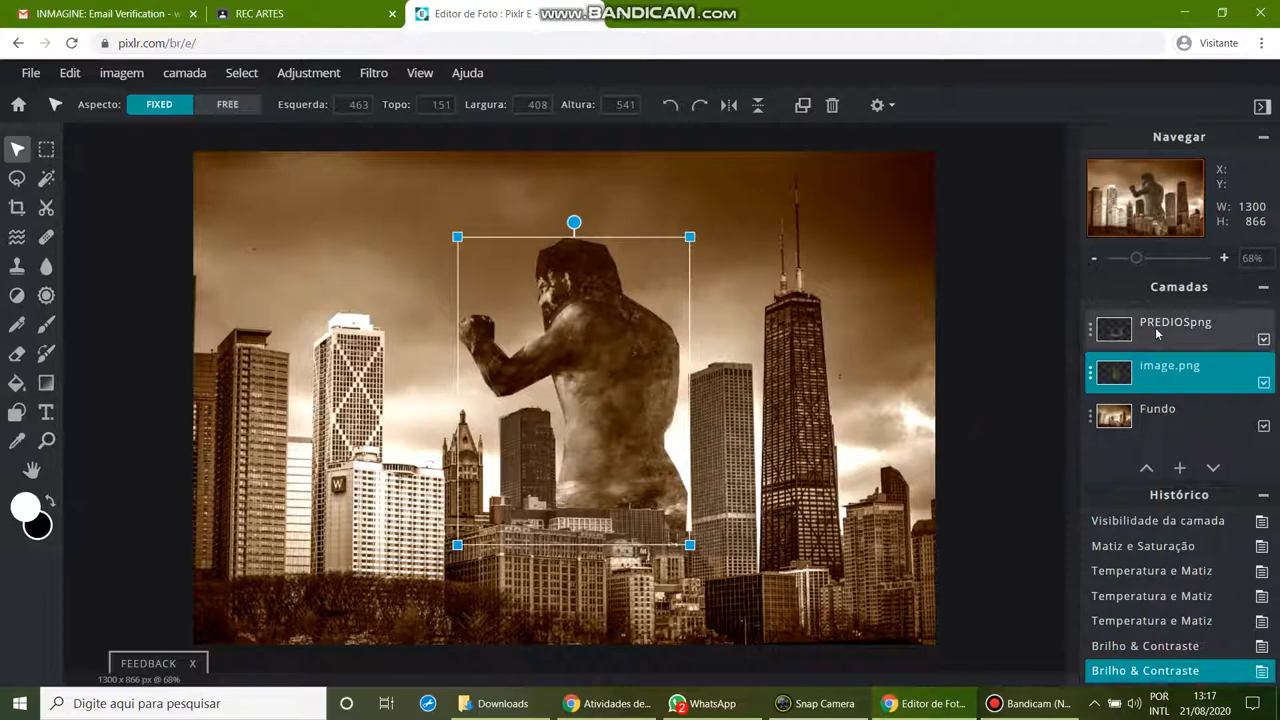 INMAGINE: Email Verification - w
REC ARTES
Editor de Foto : Pixlr E -
www.BANDICAM.com
pixlr.com/br/e/
Visitante
File Edit imagem camada Select Adjustment Filtro View Ajuda
Aspecto: FIXED FREE Esquerda: 463 Topo: 151 Largura: 408 Altura: 541
Navegar
X:
Y:
W: 1300
H: 866
- + 68%
Camadas
PREDIOSpng
image.png
Fundo
W
Histórico
Visibilidade da camada
Matiz e Saturação
Temperatura e Matiz
Temperatura e Matiz
Temperatura e Matiz
Brilho & Contraste
Brilho & Contraste
FEEDBACK X
1300 x 866 px @ 68%
Digite aqui para pesquisar
Downloads
Atividades de...
2
WhatsApp
Snap Camera
Editor de Fot...
Bandicam (N...
POR
INTL
13:17
21/08/2020